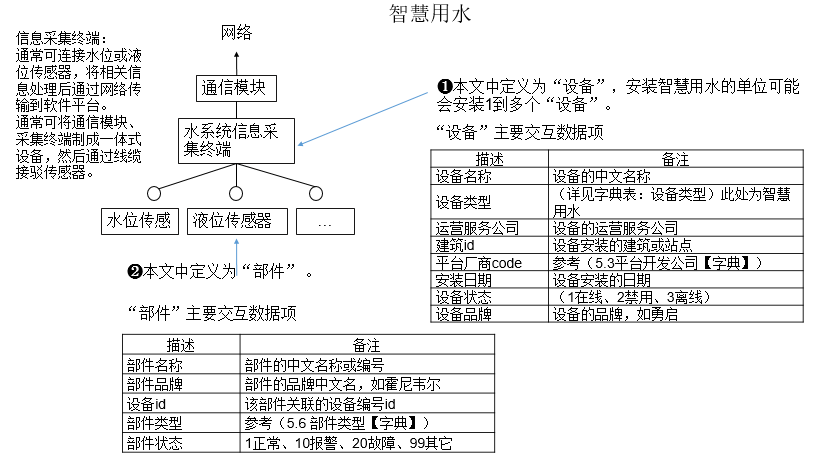 智慧用水
信息采集终端：
通常可连接水位或液
位传感器，将相关信
息处理后通过网络传
输到软件平台。
通常可将通信模块、
采集终端制成一体式
设备，然后通过线缆
接驳传感器。
网络
通信模块
水系统信息采
集终端
水位传感
液位传感器
…
❷本文中定义为“部件” 。
❶本文中定义为“设备”，安装智慧用水的单位可能
会安装1到多个“设备”。
“设备”主要交互数据项
描述 备注
设备名称 设备的中文名称
设备类型 （详见字典表：设备类型）此处为智慧
用水
运营服务公司 设备的运营服务公司
建筑id 设备安装的建筑或站点
平台厂商code 参考（5.3平台开发公司【字典】）
安装日期 设备安装的日期
设备状态 （1在线、2禁用、3离线）
设备品牌 设备的品牌，如勇启
“部件”主要交互数据项
描述 备注
部件名称 部件的中文名称或编号
部件品牌 部件的品牌中文名，如霍尼韦尔
设备id 该部件关联的设备编号id
部件类型 参考（5.6 部件类型【字典】）
部件状态 1正常、10报警、20故障、99其它